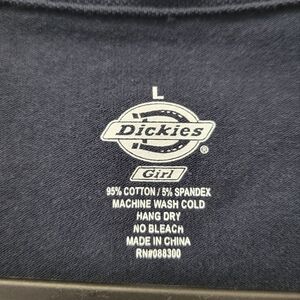 L
Dickies®
Girl
95% COTTON / 5% SPANDEX
MACHINE WASH COLD
HANG DRY
NO BLEACH
MADE IN CHINA
RN#088300